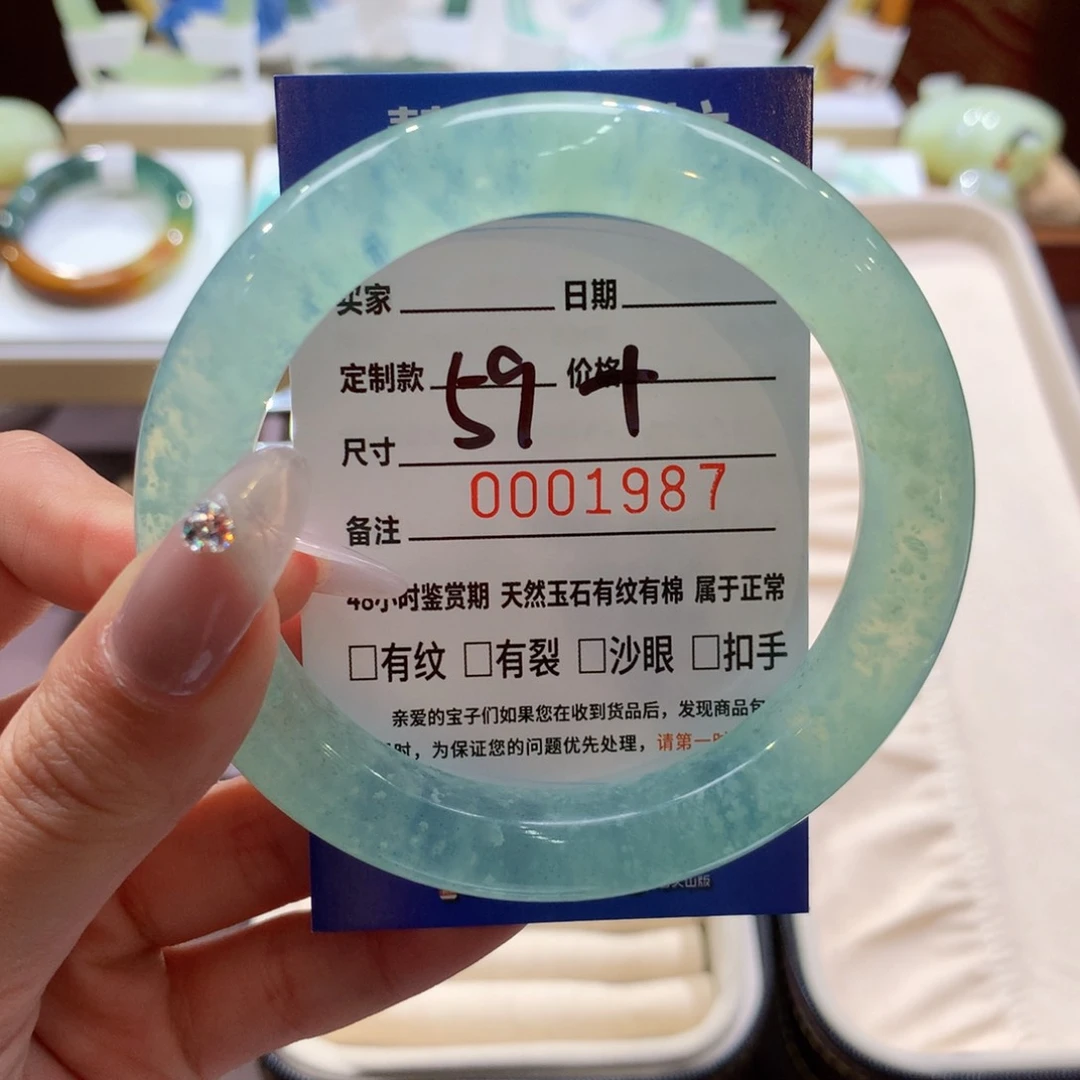 买家 日期
定制款 59+ 价格
尺寸
0001987
备注
48小时鉴赏期 天然玉石有纹有棉 属于正常
□有纹 □有裂 □沙眼 □扣手
亲爱的宝子们如果您在收到货品后，发现商品包
时，为保证您的问题优先处理，请第一时